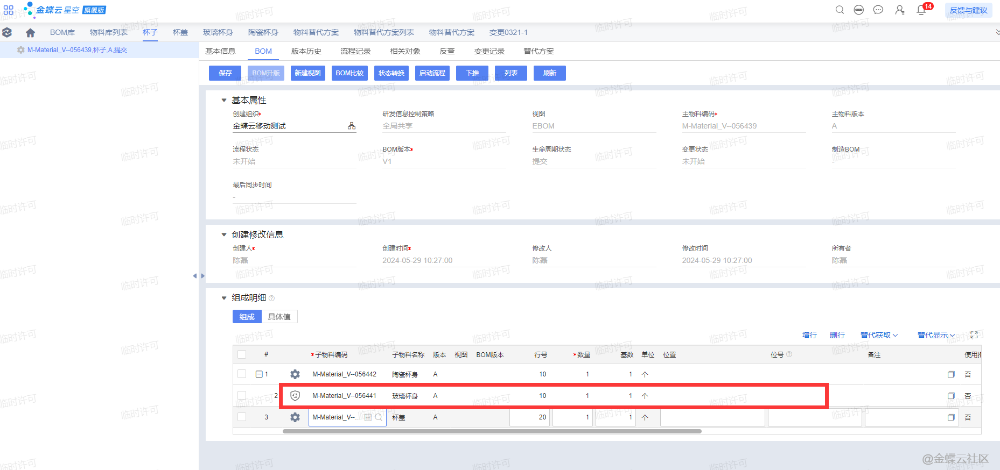 金蝶云星空 旗舰版
14
反馈与建议
BOM库 物料库列表 杯子 杯盖 玻璃杯身 陶瓷杯身 物料替代方案 物料替代方案列表 物料替代方案 变更0321-1
M-Material_V--056439,杯子,A,提交
基本信息 BOM 版本历史 流程记录 相关对象 反查 变更记录 替代方案
保存 BOM升版 新建视图 BOM比较 状态转换 启动流程 下推 列表 刷新
基本属性
创建组织* 研发信息控制策略 视图 主物料编码* 主物料版本
金蝶云移动测试 全局共享 EBOM M-Material_V--056439 A
流程状态 BOM版本* 生命周期状态 变更状态 制造BOM
未开始 V1 提交 未开始 -
最后同步时间
-
创建修改信息
创建人* 创建时间* 修改人 修改时间 所有者
陈磊 2024-05-29 10:27:00 陈磊 2024-05-29 10:27:00 陈磊
组成明细
组成 具体值
增行 删行 替代获取 替代显示
# *子物料编码 子物料名称 版本 视图 BOM版本 行号 *数量 基数 单位 位置 位号 备注 使用指
1 M-Material_V--056442 陶瓷杯身 A 10 1 1 个 否
2 M-Material_V--056441 玻璃杯身 A 10 1 1 个 否
3 M-Material_V--... 杯盖 A 20 1 1 个 否
临时许可
@金蝶云社区